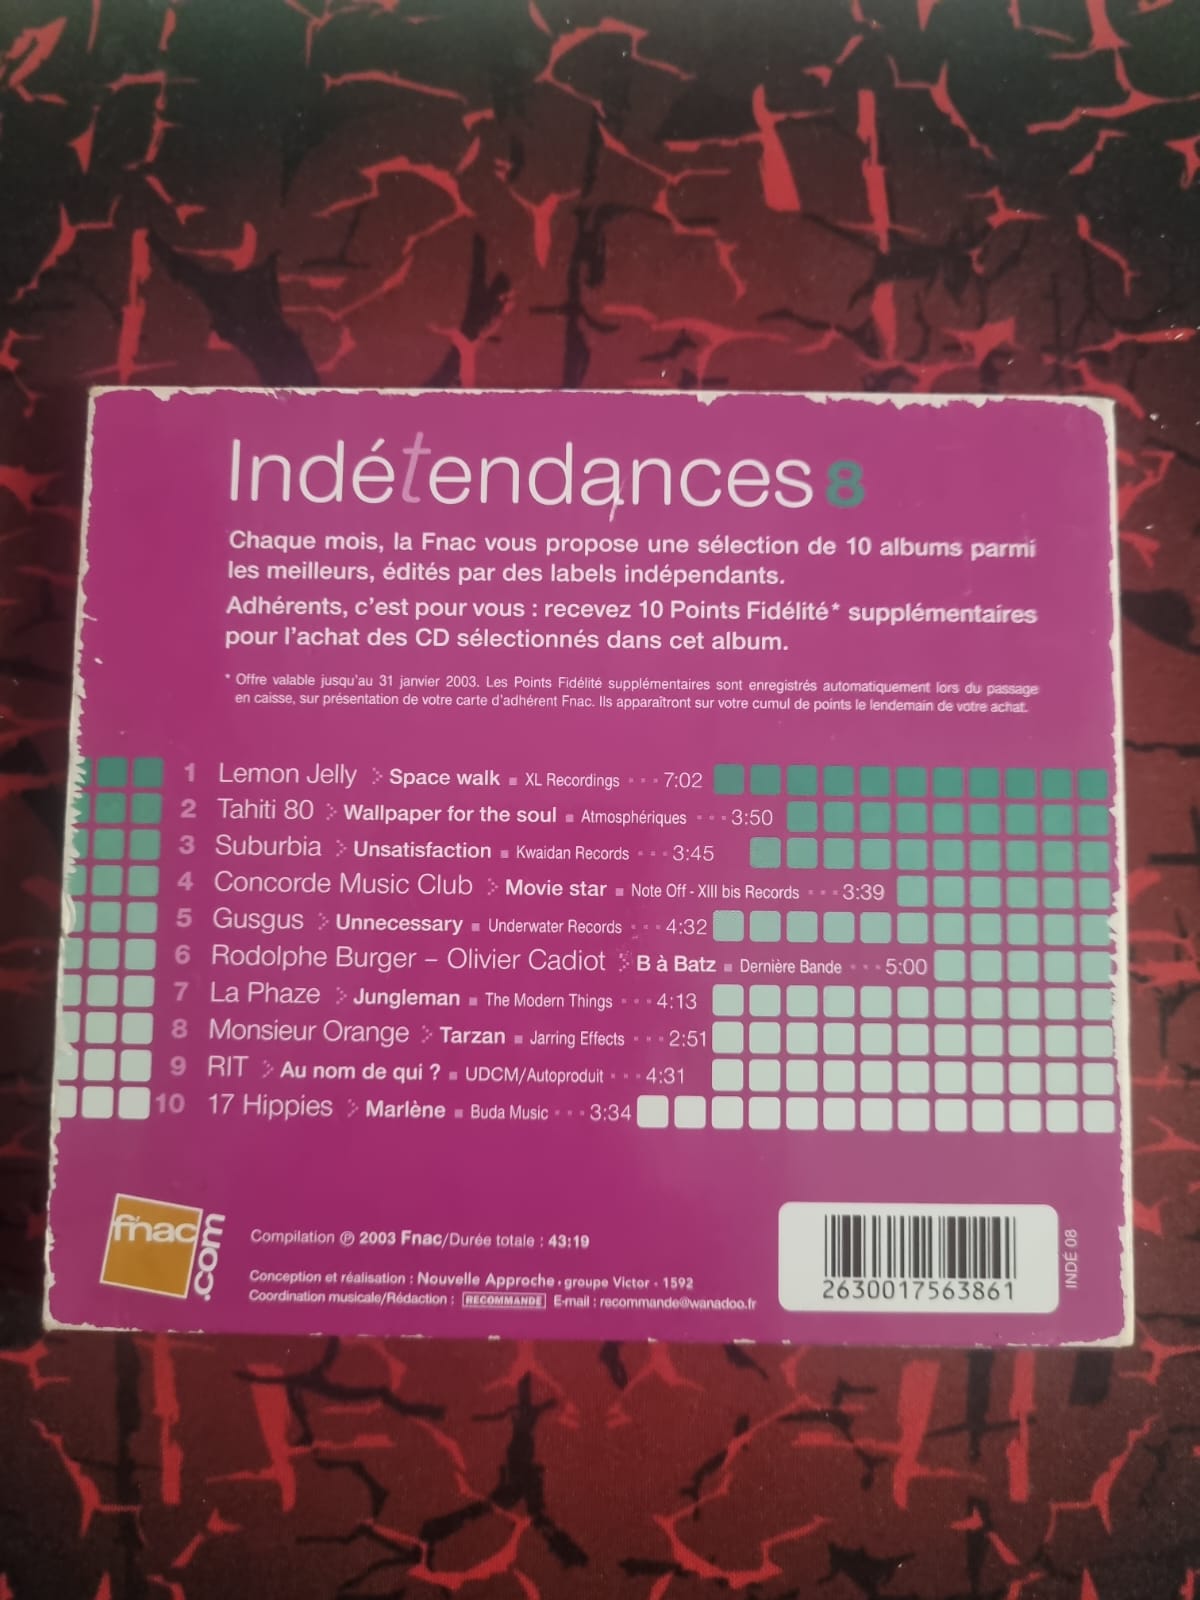 Indétendances 8
Chaque mois, la Fnac vous propose une sélection de 10 albums parmi
les meilleurs, édités par des labels indépendants.
Adhérents, c'est pour vous : recevez 10 Points Fidélité* supplémentaires
pour l'achat des CD sélectionnés dans cet album.
* Offre valable jusqu'au 31 janvier 2003. Les Points Fidélité supplémentaires sont enregistrés automatiquement lors du passage
en caisse, sur présentation de votre carte d'adhérent Fnac. Ils apparaîtront sur votre cumul de points le lendemain de votre achat.
1 Lemon Jelly > Space walk ▪ XL Recordings ▪▪▪ 7:02
2 Tahiti 80 > Wallpaper for the soul ▪ Atmosphériques ▪▪▪ 3:50
3 Suburbia > Unsatisfaction ▪ Kwaidan Records ▪▪▪ 3:45
4 Concorde Music Club > Movie star ▪ Note Off - XIII bis Records ▪▪▪ 3:39
5 Gusgus > Unnecessary ▪ Underwater Records ▪▪▪ 4:32
6 Rodolphe Burger – Olivier Cadiot > B à Batz ▪ Dernière Bande ▪▪▪ 5:00
7 La Phaze > Jungleman ▪ The Modern Things ▪▪▪ 4:13
8 Monsieur Orange > Tarzan ▪ Jarring Effects ▪▪▪ 2:51
9 RIT > Au nom de qui ? ▪ UDCM/Autoproduit ▪▪▪ 4:31
10 17 Hippies > Marlène ▪ Buda Music ▪▪▪ 3:34
fnac.com
Compilation ℗ 2003 Fnac/Durée totale : 43:19
Conception et réalisation : Nouvelle Approche • groupe Victor - 1592
Coordination musicale/Rédaction : RECOMMANDÉ E-mail : recommande@wanadoo.fr
2630017563861
INDÉ 08